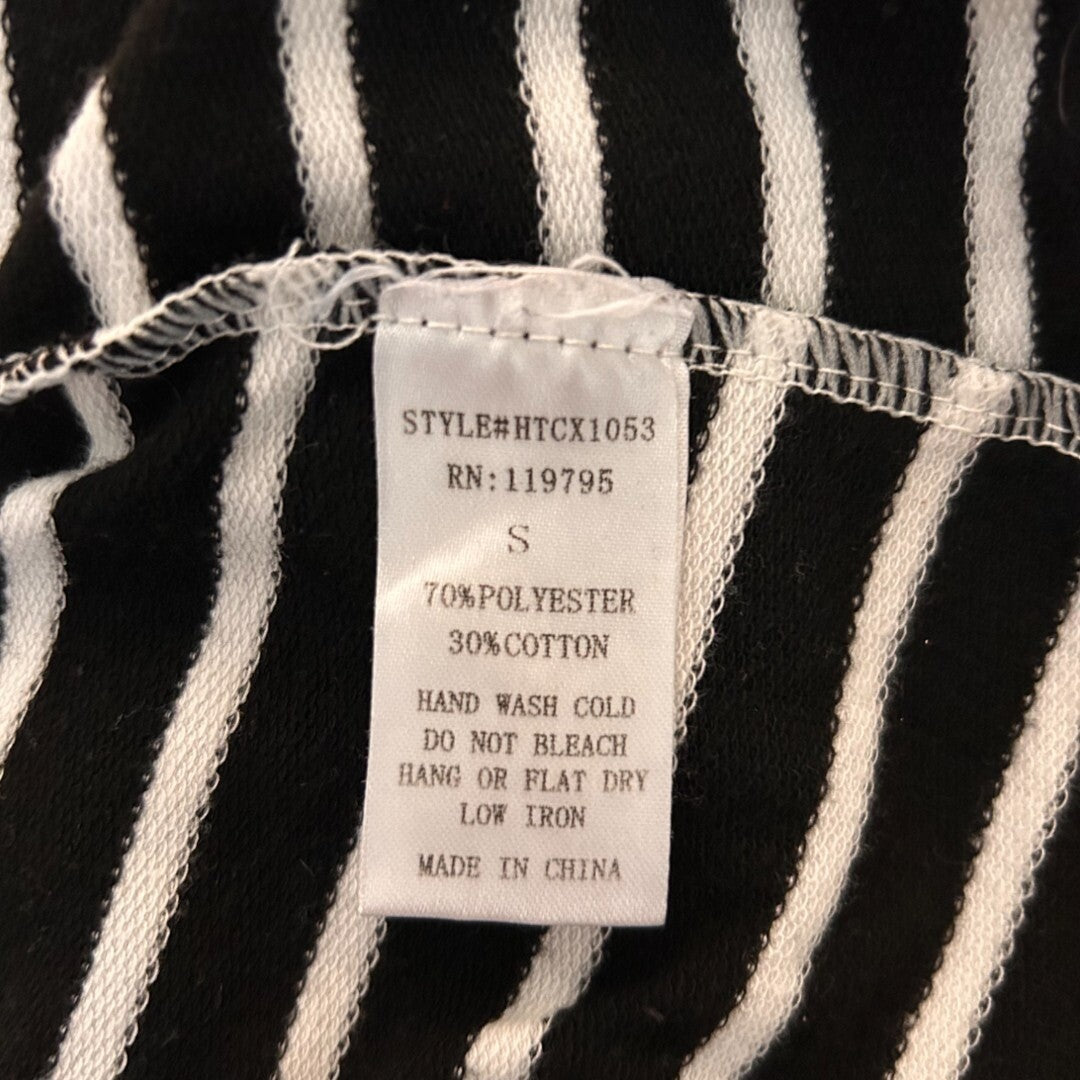 STYLE#HTCX1053
RN:119795
S
70%POLYESTER
30%COTTON
HAND WASH COLD
DO NOT BLEACH
HANG OR FLAT DRY
LOW IRON
MADE IN CHINA